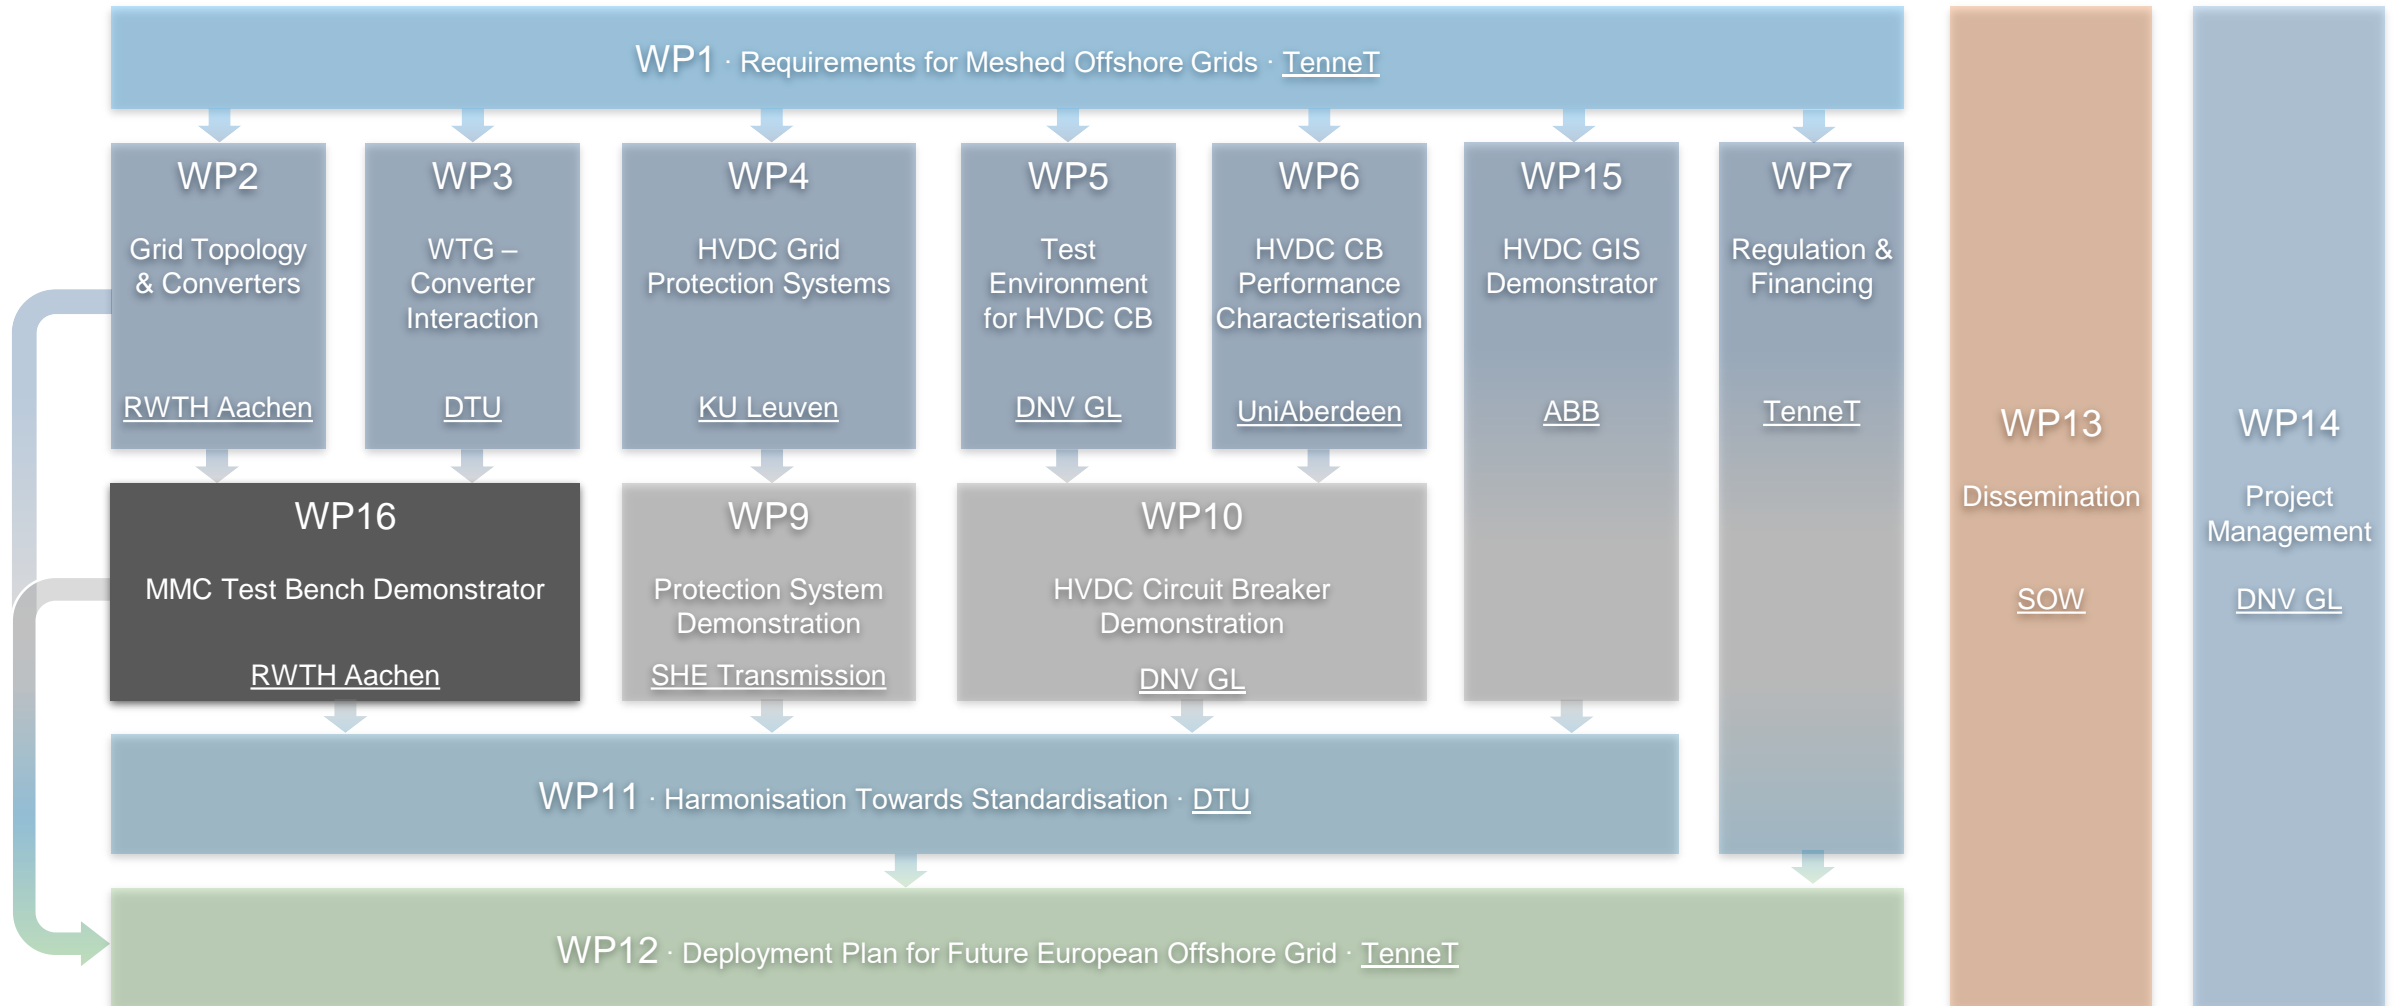 WP1 · Requirements for Meshed Offshore Grids · TenneT
WP2
Grid Topology
& Converters
RWTH Aachen
WP3
WTG –
Converter
Interaction
DTU
WP4
HVDC Grid
Protection Systems
KU Leuven
WP5
Test
Environment
for HVDC CB
DNV GL
WP6
HVDC CB
Performance
Characterisation
UniAberdeen
WP15
HVDC GIS
Demonstrator
ABB
WP7
Regulation &
Financing
TenneT
WP16
MMC Test Bench Demonstrator
RWTH Aachen
WP9
Protection System
Demonstration
SHE Transmission
WP10
HVDC Circuit Breaker
Demonstration
DNV GL
WP11 · Harmonisation Towards Standardisation · DTU
WP12 · Deployment Plan for Future European Offshore Grid · TenneT
WP13
Dissemination
SOW
WP14
Project
Management
DNV GL